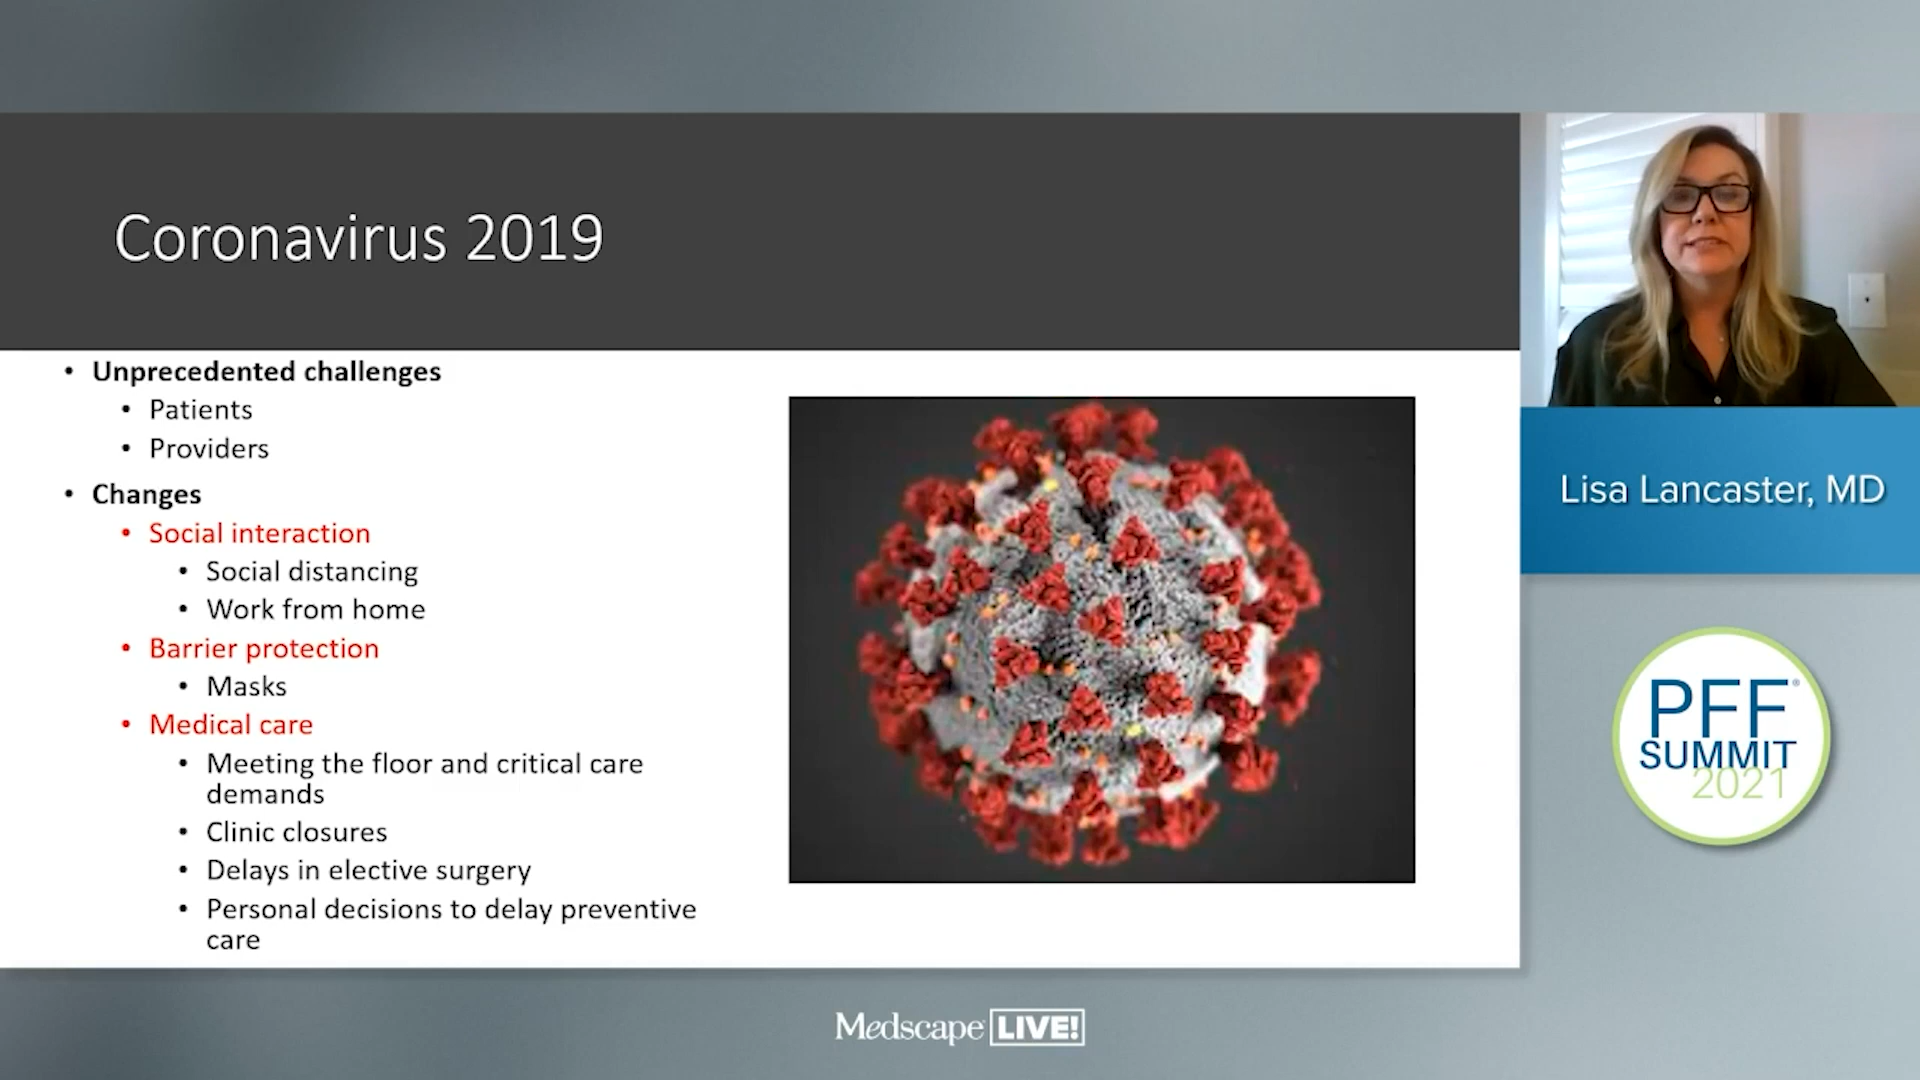 Coronavirus 2019
• Unprecedented challenges
• Patients
• Providers
• Changes
• Social interaction
• Social distancing
• Work from home
• Barrier protection
• Masks
• Medical care
• Meeting the floor and critical care
demands
• Clinic closures
• Delays in elective surgery
• Personal decisions to delay preventive
care
Lisa Lancaster, MD
PFF®
SUMMIT
2021
Medscape LIVE!